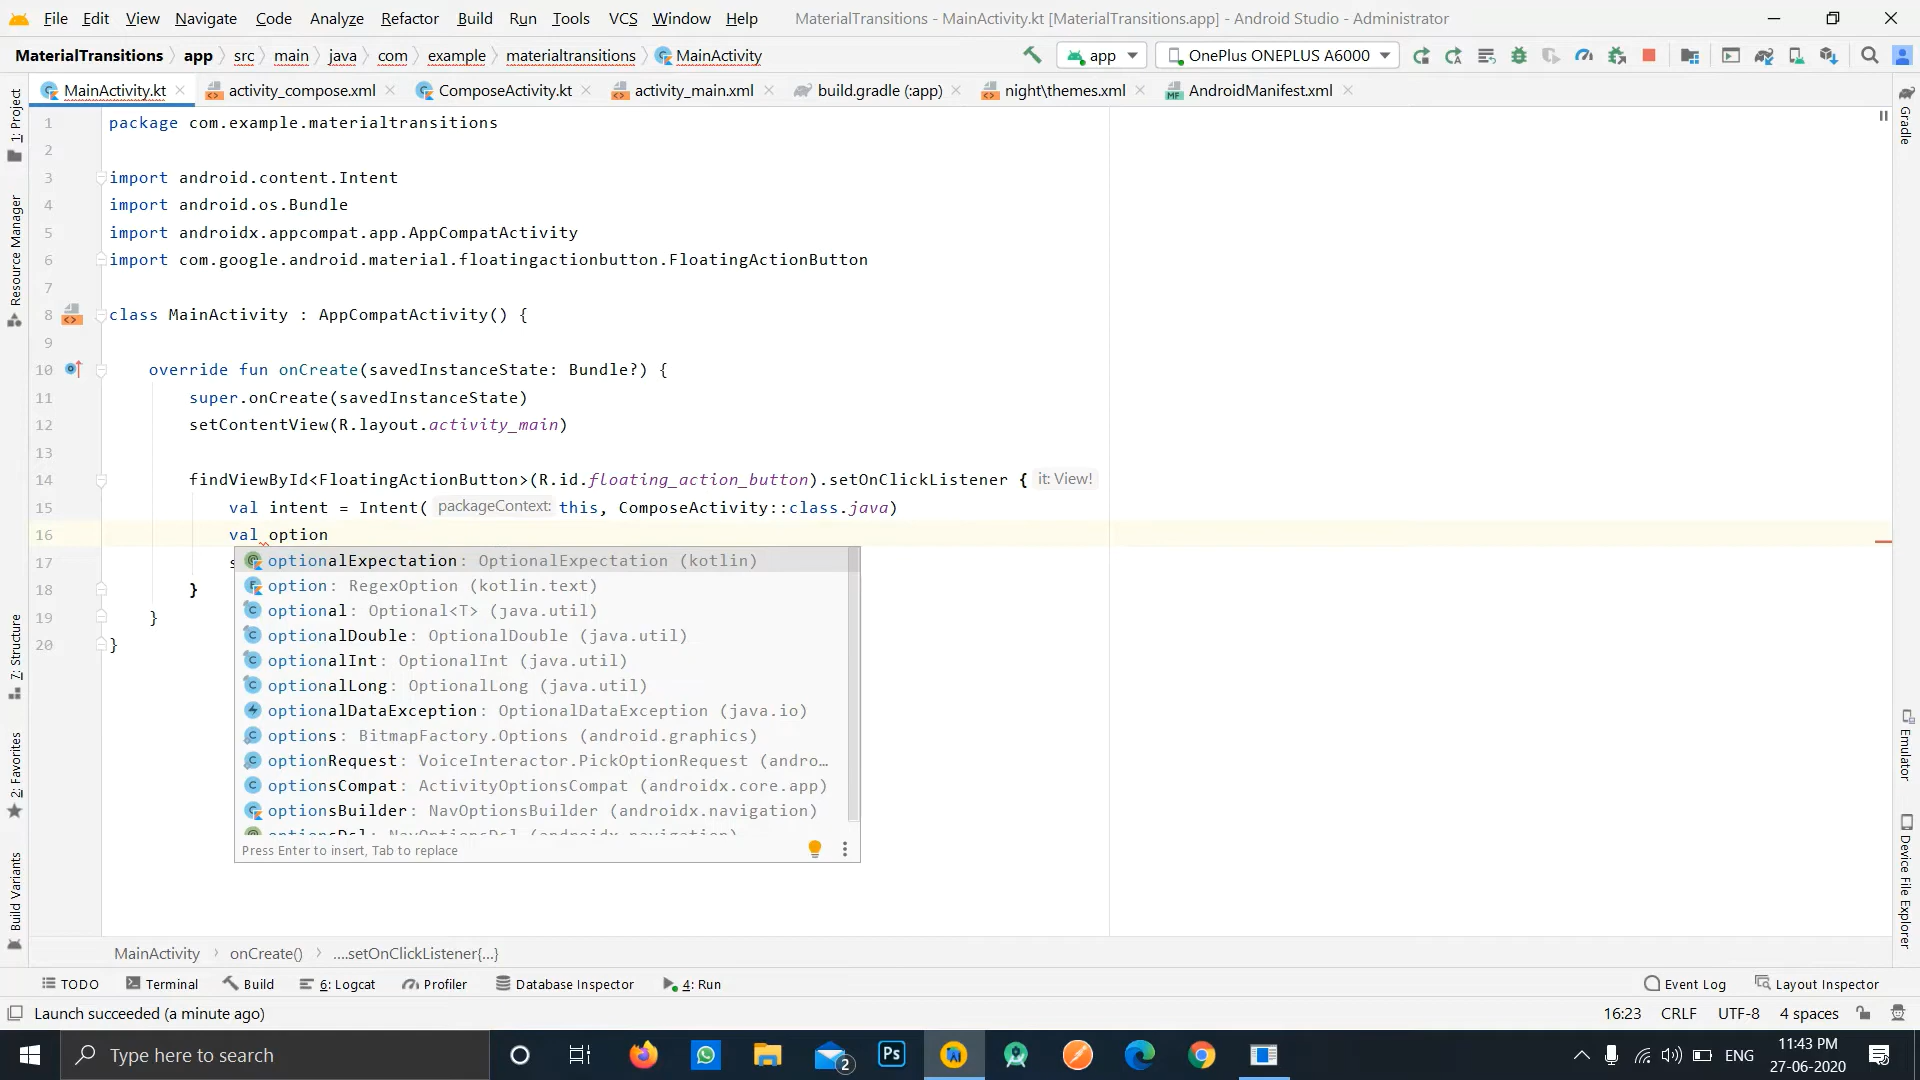 File Edit View Navigate Code Analyze Refactor Build Run Tools VCS Window Help MaterialTransitions - MainActivity.kt [MaterialTransitions.app] - Android Studio - Administrator
MaterialTransitions app src main java com example materialtransitions MainActivity app OnePlus ONEPLUS A6000
MainActivity.kt activity_compose.xml ComposeActivity.kt activity_main.xml build.gradle (:app) night\themes.xml AndroidManifest.xml
1: Project
Resource Manager
7: Structure
2: Favorites
Build Variants
Gradle
Emulator
Device File Explorer
1 package com.example.materialtransitions
2
3 import android.content.Intent
4 import android.os.Bundle
5 import androidx.appcompat.app.AppCompatActivity
6 import com.google.android.material.floatingactionbutton.FloatingActionButton
7
8 class MainActivity : AppCompatActivity() {
9
10 override fun onCreate(savedInstanceState: Bundle?) {
11 super.onCreate(savedInstanceState)
12 setContentView(R.layout.activity_main)
13
14 findViewById<FloatingActionButton>(R.id.floating_action_button).setOnClickListener { it: View!
15 val intent = Intent( packageContext: this, ComposeActivity::class.java)
16 val option
17
18 }
19 }
20 }
optionalExpectation: OptionalExpectation (kotlin)
option: RegexOption (kotlin.text)
optional: Optional<T> (java.util)
optionalDouble: OptionalDouble (java.util)
optionalInt: OptionalInt (java.util)
optionalLong: OptionalLong (java.util)
optionalDataException: OptionalDataException (java.io)
options: BitmapFactory.Options (android.graphics)
optionRequest: VoiceInteractor.PickOptionRequest (andro…
optionsCompat: ActivityOptionsCompat (androidx.core.app)
optionsBuilder: NavOptionsBuilder (androidx.navigation)
optionsDsl: NavOptionsDsl (androidx.navigation)
Press Enter to insert, Tab to replace
MainActivity onCreate() ....setOnClickListener{...}
TODO Terminal Build 6: Logcat Profiler Database Inspector 4: Run Event Log Layout Inspector
Launch succeeded (a minute ago) 16:23 CRLF UTF-8 4 spaces
Type here to search 2 Ps ENG 11:43 PM
27-06-2020